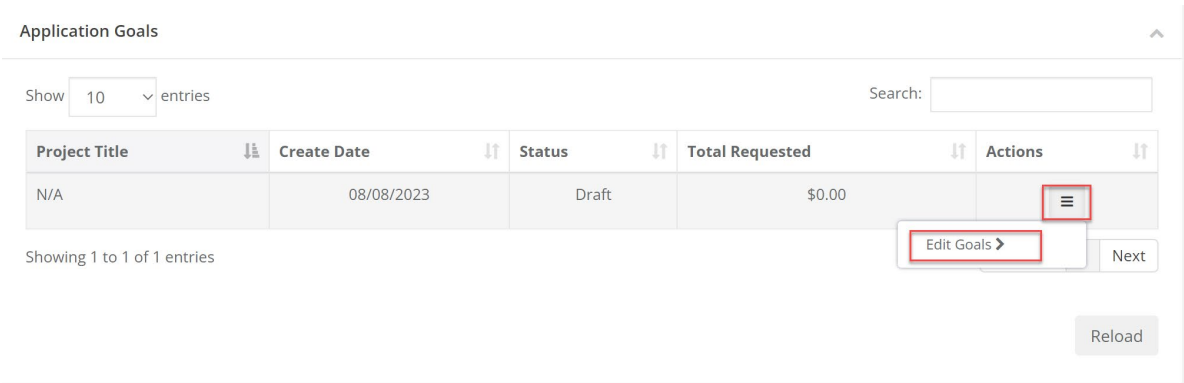 Application Goals
Show 10 entries
Search:
Project Title Create Date Status Total Requested Actions
N/A 08/08/2023 Draft $0.00
Edit Goals
Showing 1 to 1 of 1 entries
Next
Reload